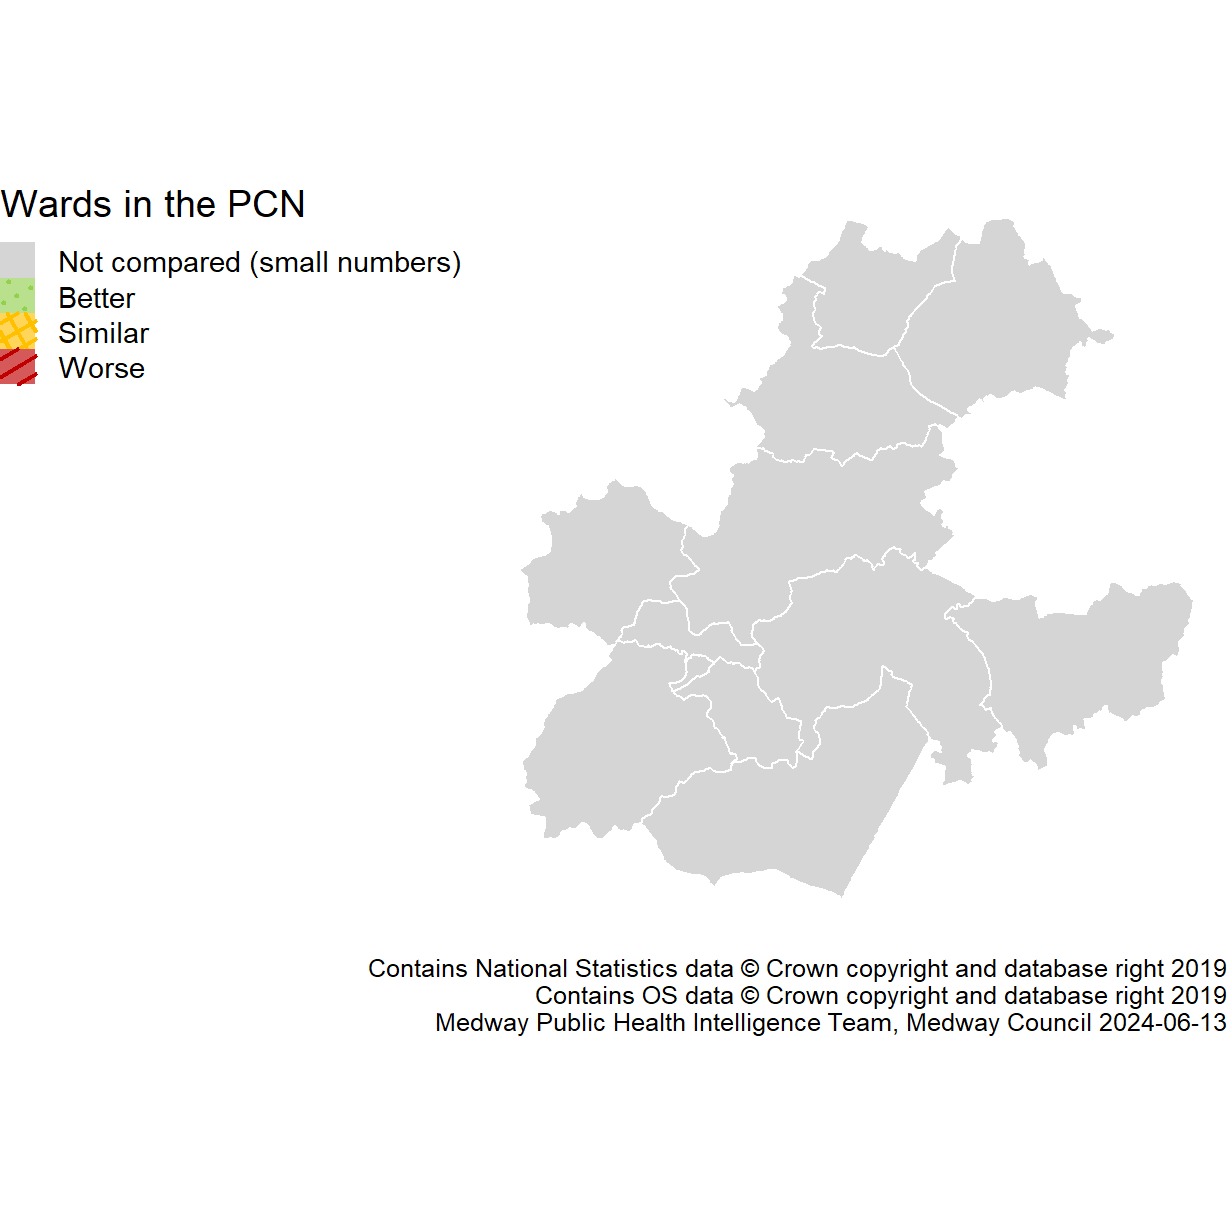 Wards in the PCN
Not compared (small numbers)
Better
Similar
Worse
Contains National Statistics data © Crown copyright and database right 2019
Contains OS data © Crown copyright and database right 2019
Medway Public Health Intelligence Team, Medway Council 2024-06-13